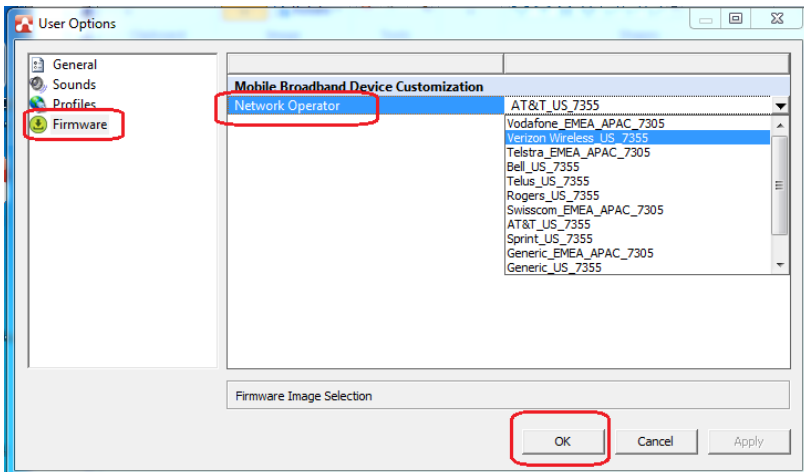 User Options
General
Sounds
Profiles
Firmware
Mobile Broadband Device Customization
Network Operator
AT&T_US_7355
Vodafone_EMEA_APAC_7305
Verizon Wireless_US_7355
Telstra_EMEA_APAC_7305
Bell_US_7355
Telus_US_7355
Rogers_US_7355
Swisscom_EMEA_APAC_7305
AT&T_US_7355
Sprint_US_7355
Generic_EMEA_APAC_7305
Generic_US_7355
Firmware Image Selection
OK
Cancel
Apply